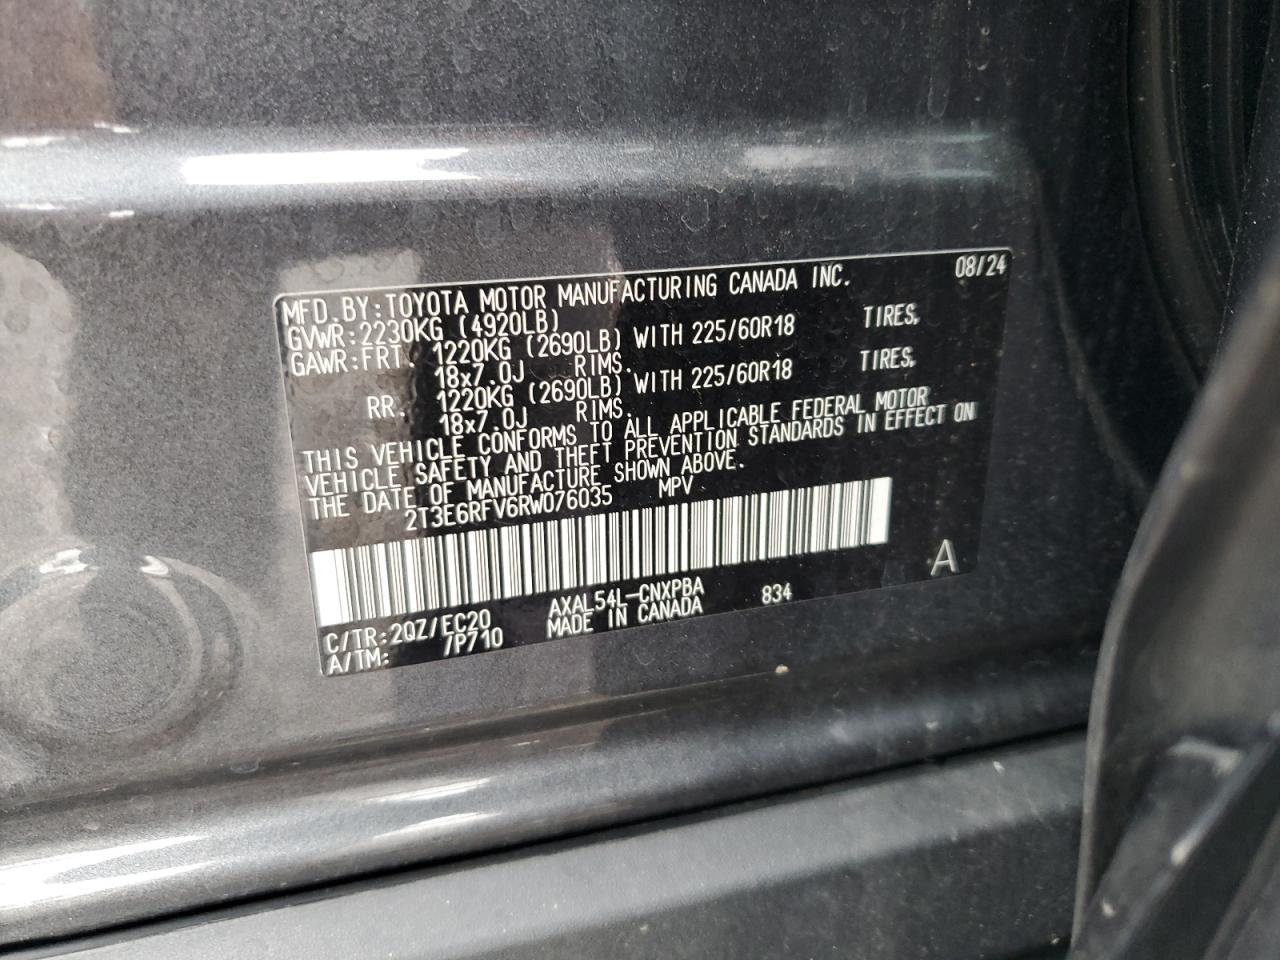 MFD.BY:TOYOTA MOTOR MANUFACTURING CANADA INC. 08/24
GVWR:2230KG (4920LB)
GAWR:FRT. 1220KG (2690LB) WITH 225/60R18 TIRES,
18x7.0J RIMS.
RR. 1220KG (2690LB) WITH 225/60R18 TIRES,
18x7.0J RIMS.
THIS VEHICLE CONFORMS TO ALL APPLICABLE FEDERAL MOTOR
VEHICLE SAFETY AND THEFT PREVENTION STANDARDS IN EFFECT ON
THE DATE OF MANUFACTURE SHOWN ABOVE.
2T3E6RFV6RW076035 MPV
A
C/TR:2QZ/EC20 AXAL54L-CNXPBA 834
A/TM: /P710 MADE IN CANADA